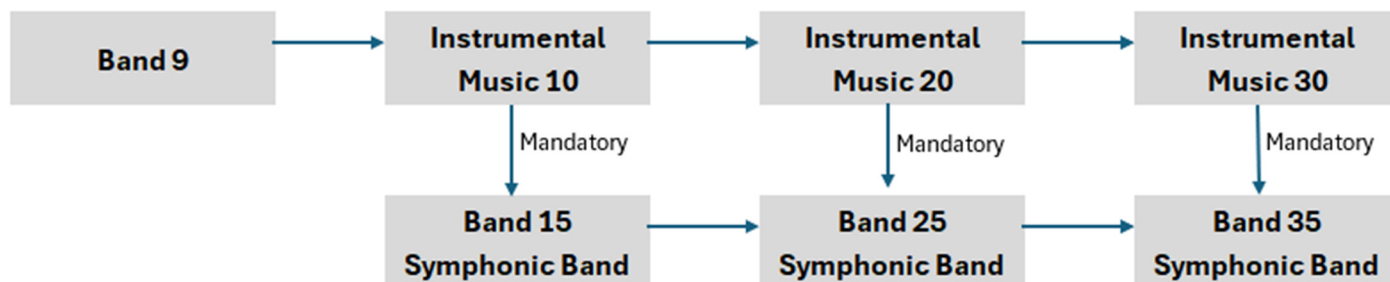 Band 9
Instrumental
Music 10
Instrumental
Music 20
Instrumental
Music 30
Mandatory
Mandatory
Mandatory
Band 15
Symphonic Band
Band 25
Symphonic Band
Band 35
Symphonic Band